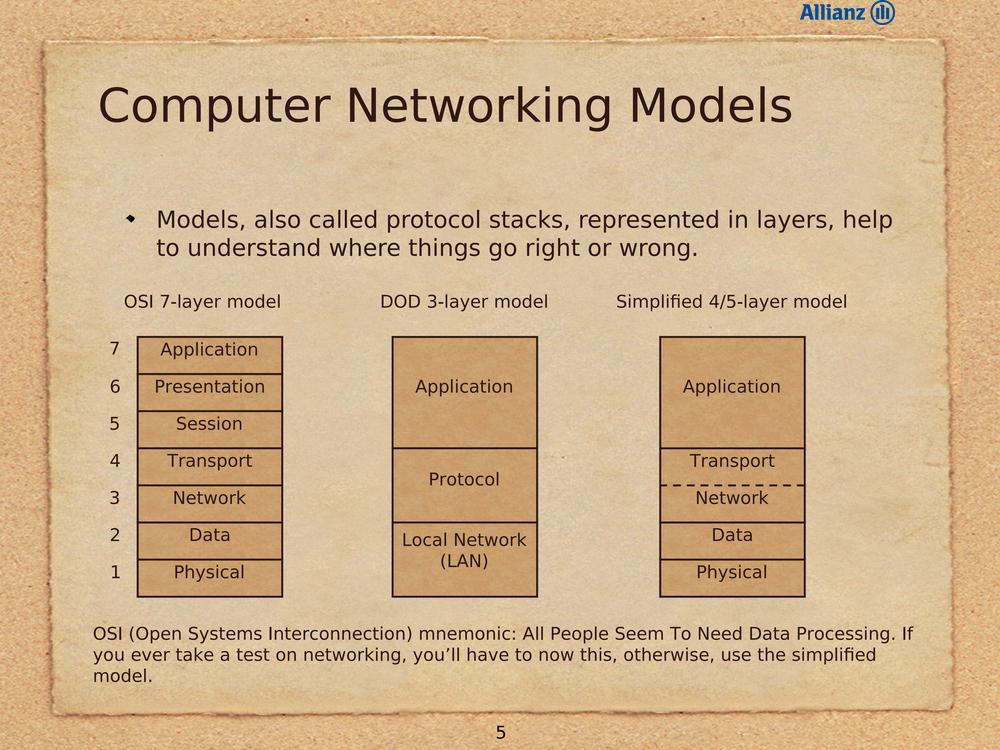 Allianz
Computer Networking Models
Models, also called protocol stacks, represented in layers, help
to understand where things go right or wrong.
OSI 7-layer model
DOD 3-layer model
Simplified 4/5-layer model
7 Application
6 Presentation
5 Session
4 Transport
3 Network
2 Data
1 Physical
Application
Protocol
Local Network
(LAN)
Application
Transport
Network
Data
Physical
OSI (Open Systems Interconnection) mnemonic: All People Seem To Need Data Processing. If
you ever take a test on networking, you’ll have to now this, otherwise, use the simplified
model.
5